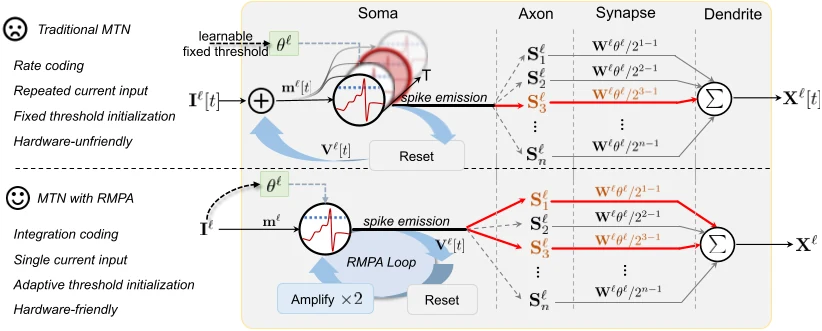 Soma Axon Synapse Dendrite
Traditional MTN
learnable
fixed threshold θ^ℓ
Rate coding
Repeated current input
Fixed threshold initialization
Hardware-unfriendly
I^ℓ[t] + m^ℓ[t] T
spike emission
V^ℓ[t] Reset
S_1^ℓ W^ℓθ^ℓ/2^{1−1}
S_2^ℓ W^ℓθ^ℓ/2^{2−1}
S_3^ℓ W^ℓθ^ℓ/2^{3−1}
⋮ ⋮
S_n^ℓ W^ℓθ^ℓ/2^{n−1}
Σ X^ℓ[t]
MTN with RMPA
θ^ℓ
Integration coding
Single current input
Adaptive threshold initialization
Hardware-friendly
I^ℓ m^ℓ
spike emission
V^ℓ[t]
RMPA Loop
Amplify ×2 Reset
S_1^ℓ W^ℓθ^ℓ/2^{1−1}
S_2^ℓ W^ℓθ^ℓ/2^{2−1}
S_3^ℓ W^ℓθ^ℓ/2^{3−1}
⋮ ⋮
S_n^ℓ W^ℓθ^ℓ/2^{n−1}
Σ X^ℓ